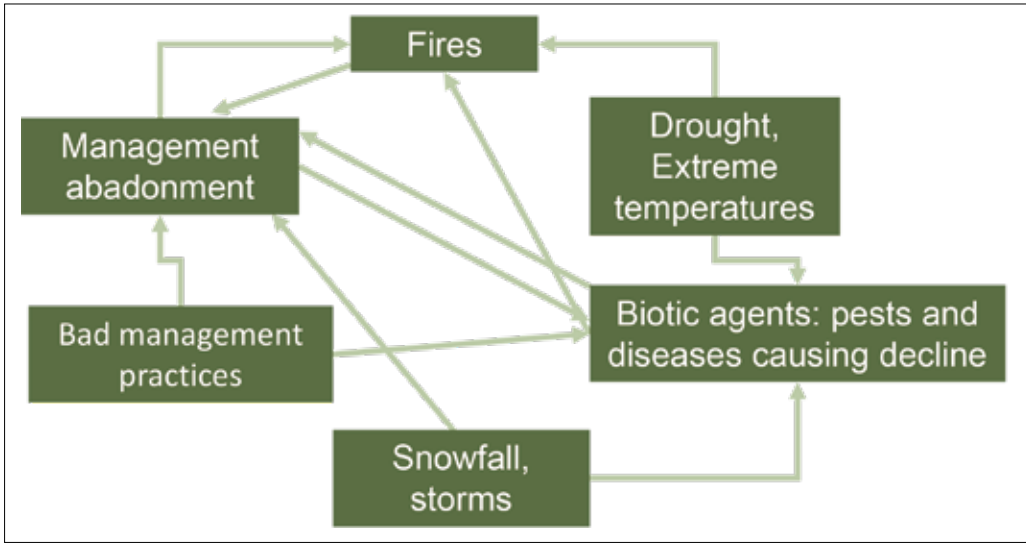 Fires
Management
abadonment
Drought,
Extreme
temperatures
Bad management
practices
Biotic agents: pests and
diseases causing decline
Snowfall,
storms